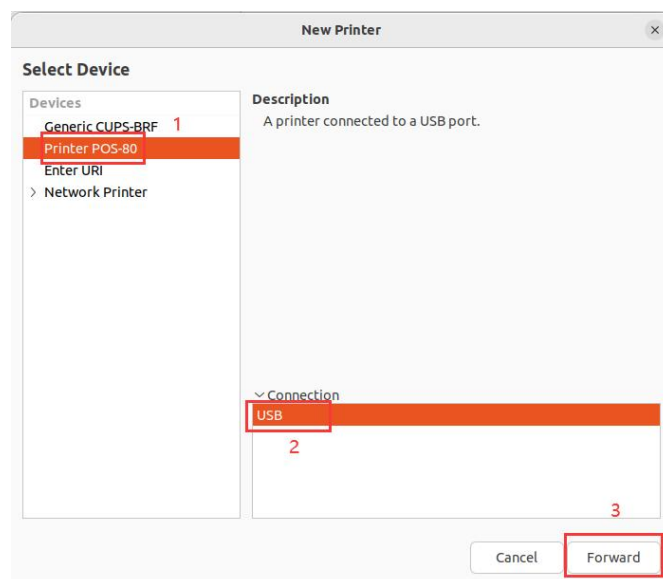 New Printer
Select Device
Devices
Generic CUPS-BRF 1
Printer POS-80
Enter URI
Network Printer
Description
A printer connected to a USB port.
Connection
USB
2
3
Cancel Forward